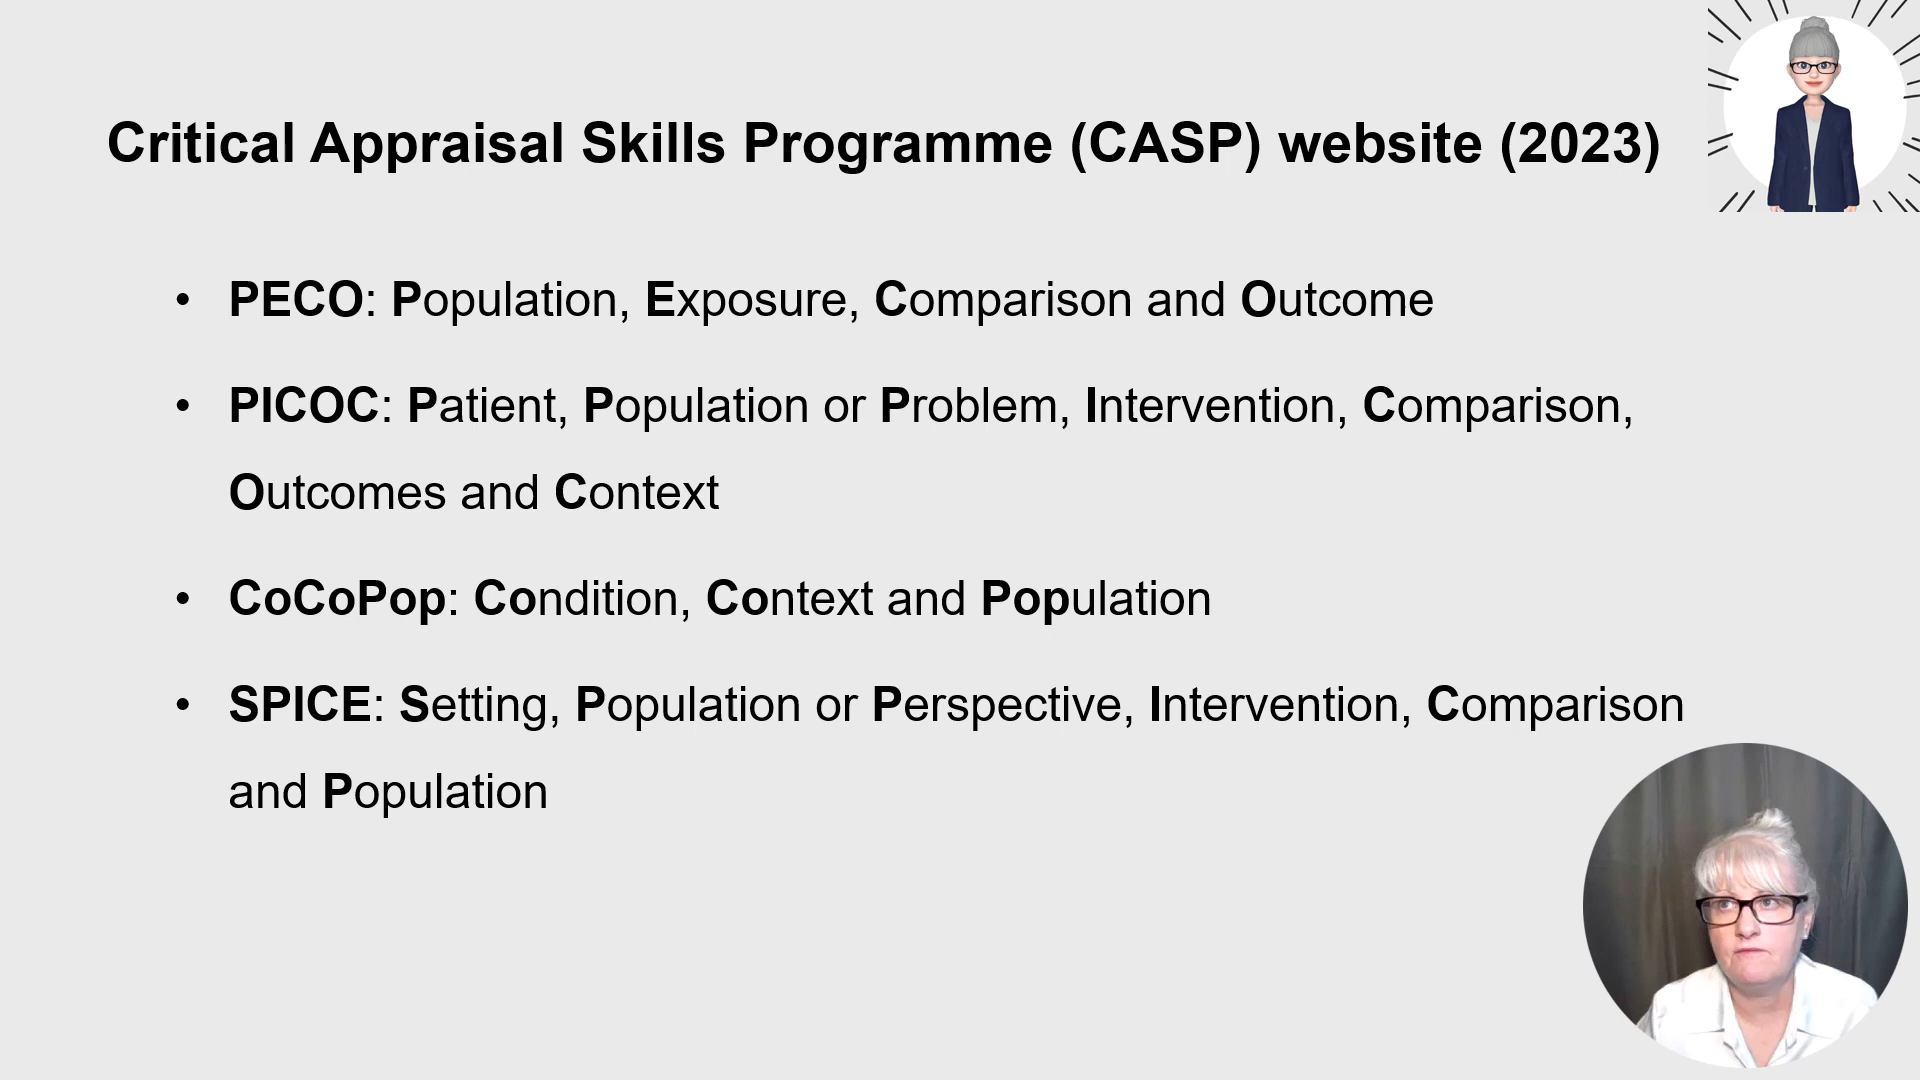 Critical Appraisal Skills Programme (CASP) website (2023)
• PECO: Population, Exposure, Comparison and Outcome
• PICOC: Patient, Population or Problem, Intervention, Comparison,
Outcomes and Context
• CoCoPop: Condition, Context and Population
• SPICE: Setting, Population or Perspective, Intervention, Comparison
and Population